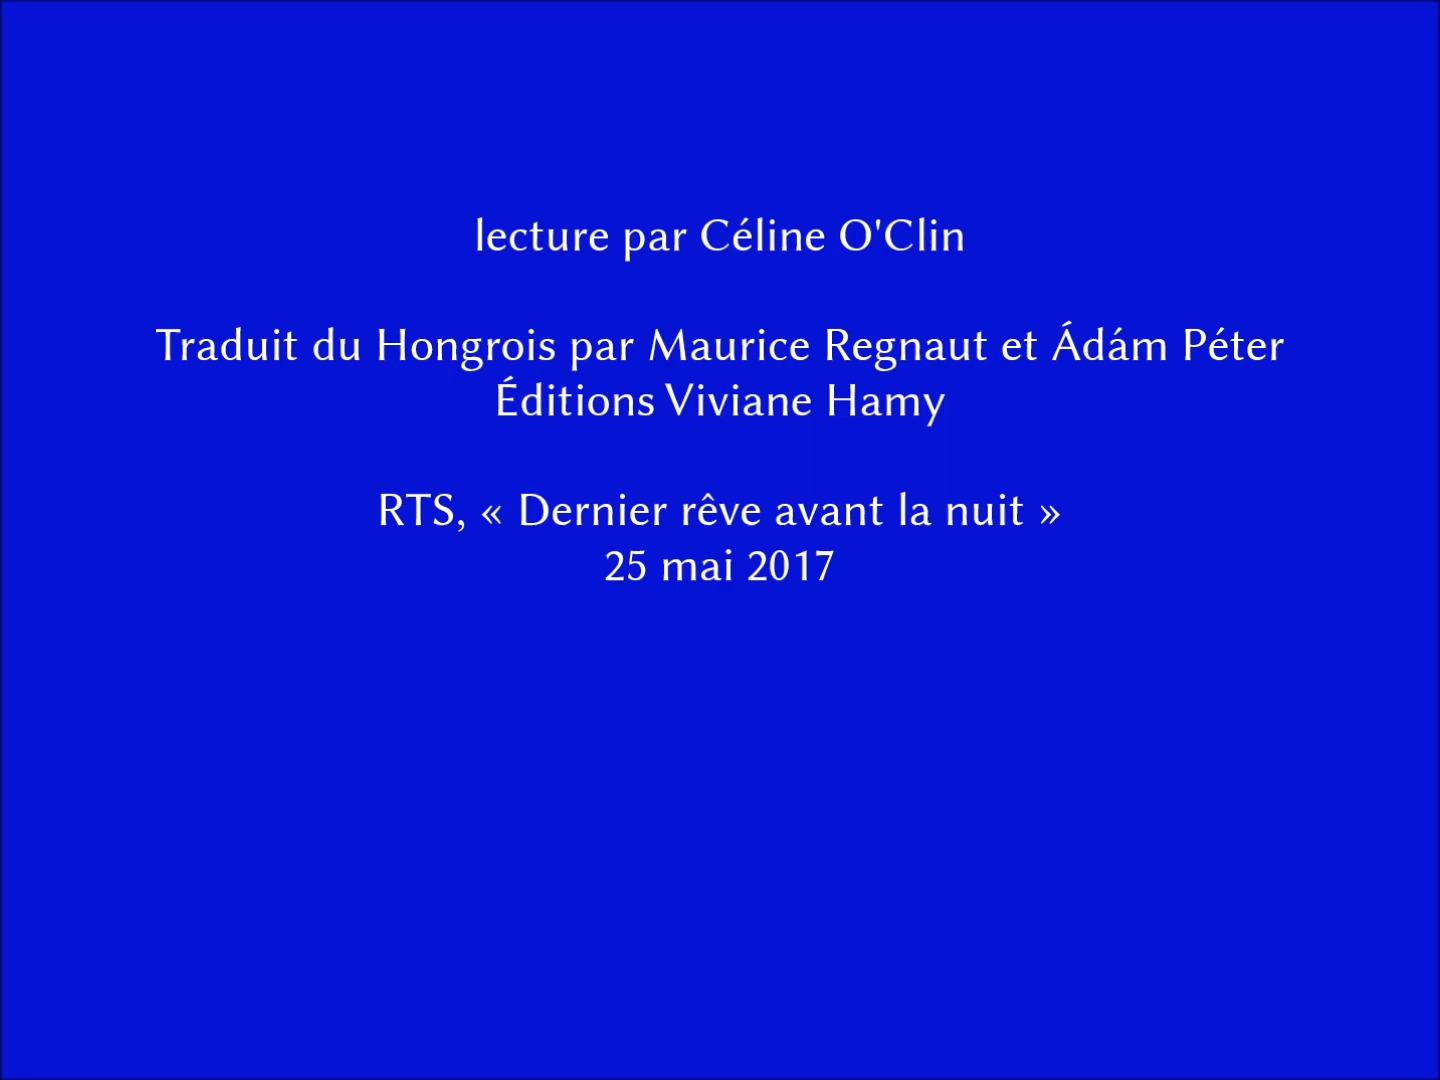 lecture par Céline O'Clin
Traduit du Hongrois par Maurice Regnaut et Ádám Péter
Éditions Viviane Hamy
RTS, « Dernier rêve avant la nuit »
25 mai 2017